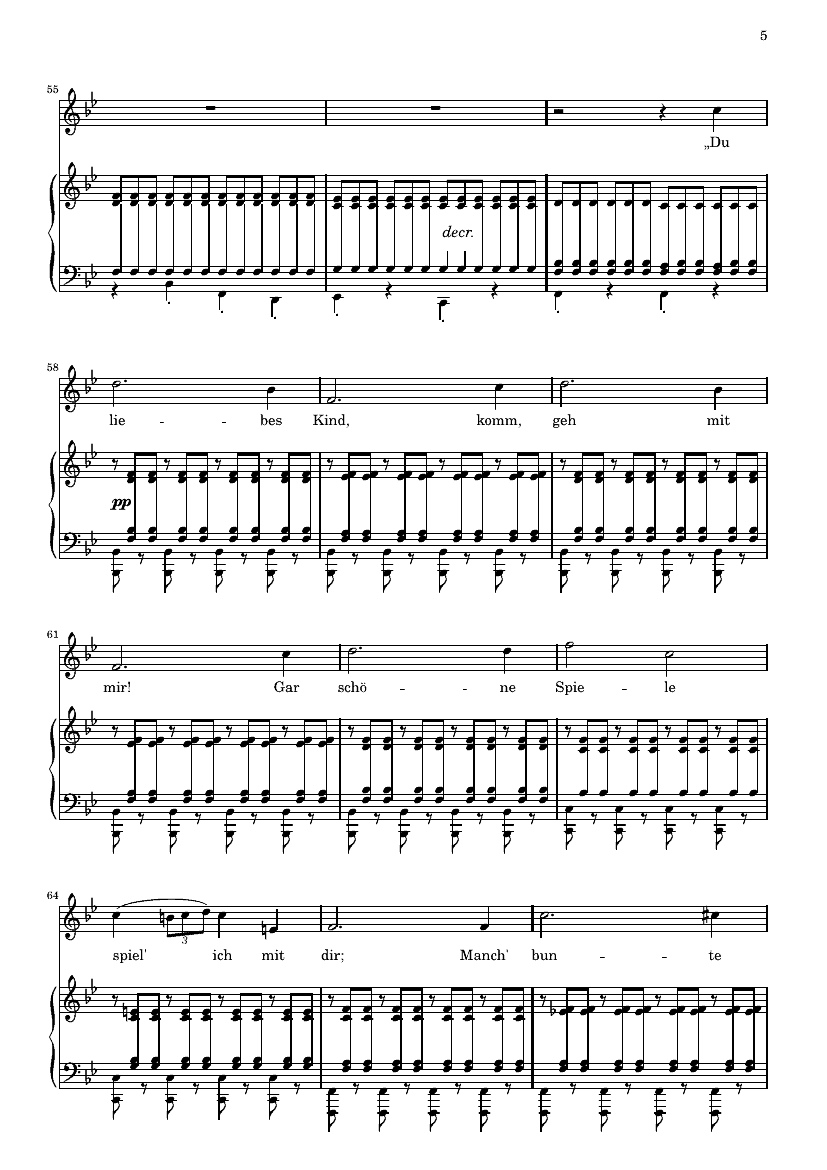 5
55
„Du
decr.
58
lie - - bes Kind, komm, geh mit
pp
61
mir! Gar schö - - ne Spie - le
64
3
spiel' ich mit dir; Manch' bun - - te